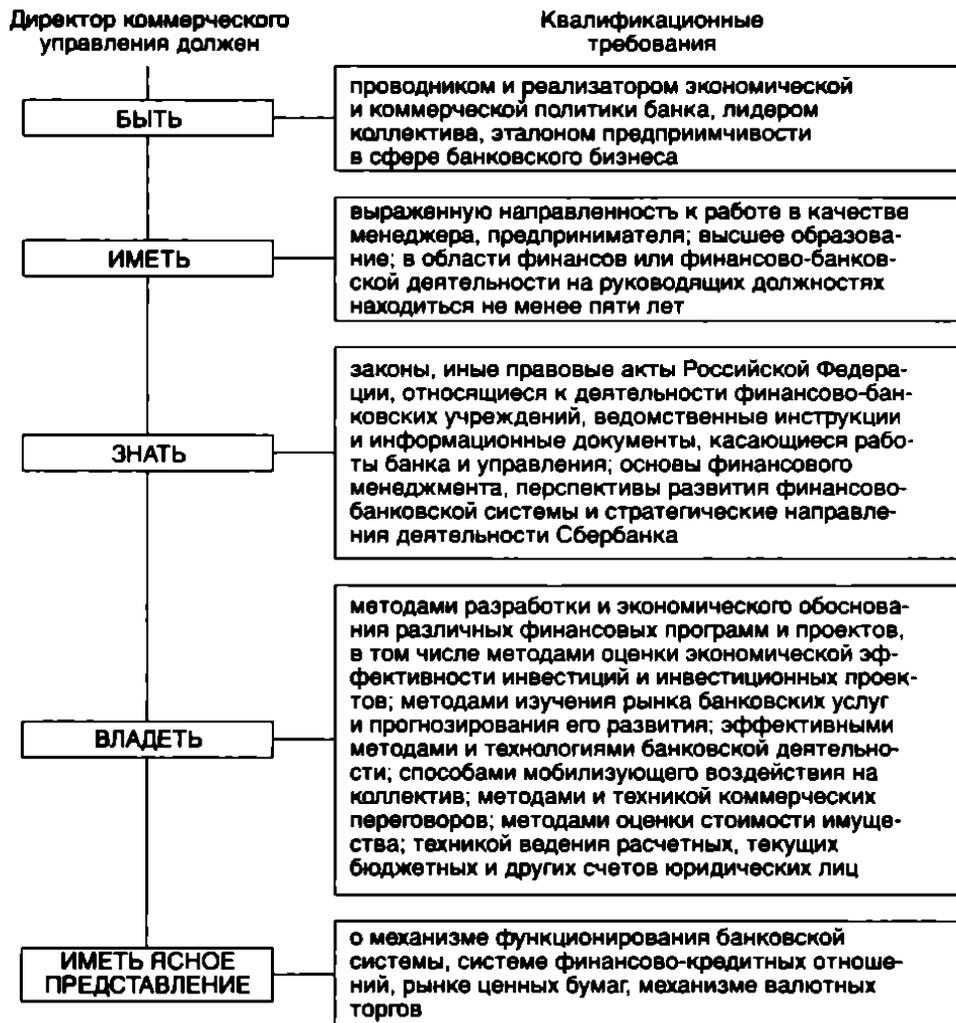 Директор коммерческого
управления должен
Квалификационные
требования
БЫТЬ
проводником и реализатором экономической
и коммерческой политики банка, лидером
коллектива, эталоном предприимчивости
в сфере банковского бизнеса
ИМЕТЬ
выраженную направленность к работе в качестве
менеджера, предпринимателя; высшее образова-
ние; в области финансов или финансово-банков-
ской деятельности на руководящих должностях
находиться не менее пяти лет
ЗНАТЬ
законы, иные правовые акты Российской Федера-
ции, относящиеся к деятельности финансово-бан-
ковских учреждений, ведомственные инструкции
и информационные документы, касающиеся рабо-
ты банка и управления; основы финансового
менеджмента, перспективы развития финансово-
банковской системы и стратегические направле-
ния деятельности Сбербанка
ВЛАДЕТЬ
методами разработки и экономического обоснова-
ния различных финансовых программ и проектов,
в том числе методами оценки экономической эф-
фективности инвестиций и инвестиционных проек-
тов; методами изучения рынка банковских услуг
и прогнозирования его развития; эффективными
методами и технологиями банковской деятельно-
сти; способами мобилизующего воздействия на
коллектив; методами и техникой коммерческих
переговоров; методами оценки стоимости имуще-
ства; техникой ведения расчетных, текущих
бюджетных и других счетов юридических лиц
ИМЕТЬ ЯСНОЕ
ПРЕДСТАВЛЕНИЕ
о механизме функционирования банковской
системы, системе финансово-кредитных отноше-
ний, рынке ценных бумаг, механизме валютных
торгов